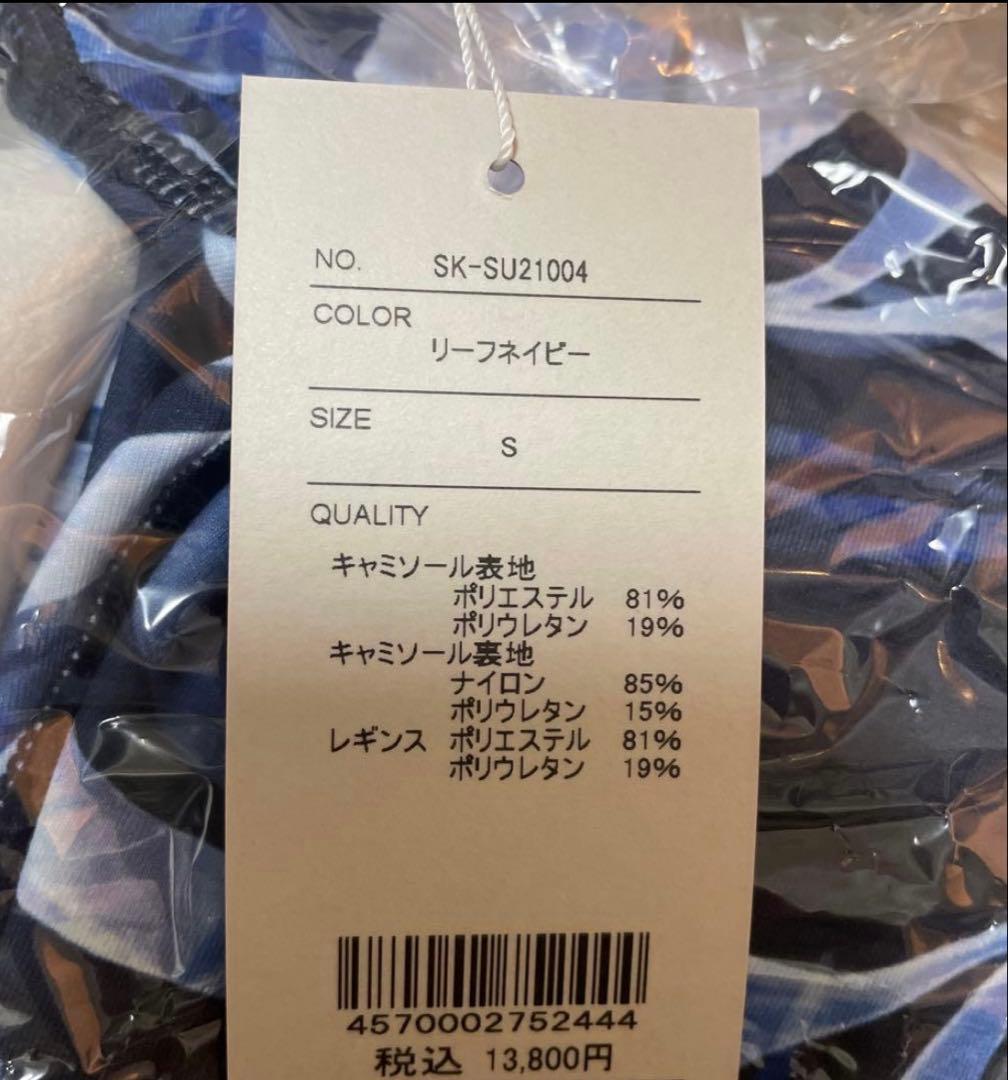 NO. SK-SU21004
COLOR
リーフネイビー
SIZE
S
QUALITY
キャミソール表地
ポリエステル 81%
ポリウレタン 19%
キャミソール裏地
ナイロン 85%
ポリウレタン 15%
レギンス ポリエステル 81%
ポリウレタン 19%
4570002752444
税込 13,800円